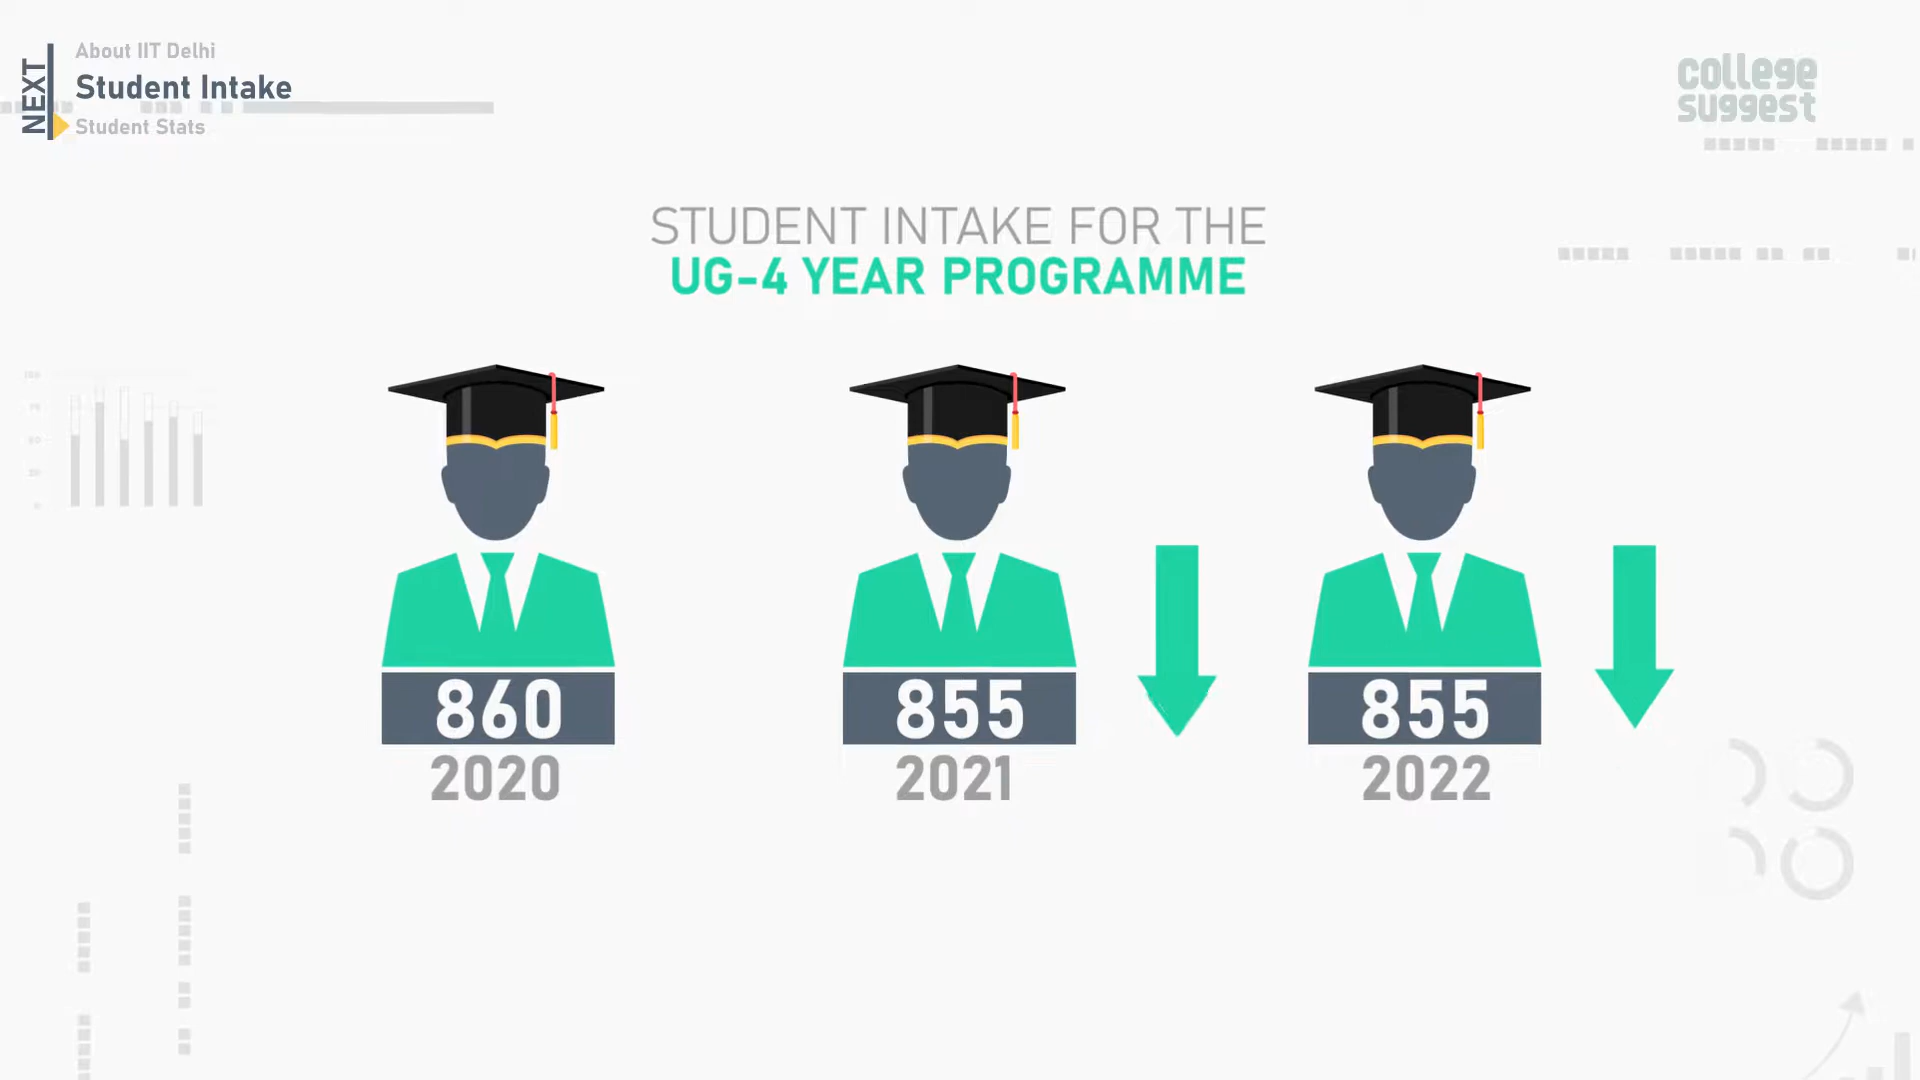 NEXT
About IIT Delhi
Student Intake
Student Stats
college
suggest
STUDENT INTAKE FOR THE
UG-4 YEAR PROGRAMME
860
855
855
2020
2021
2022